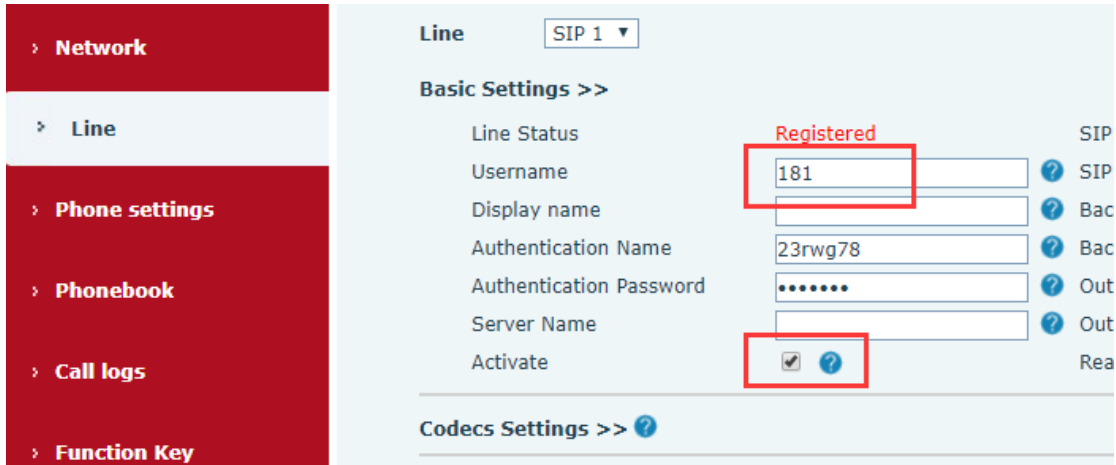 › Network
› Line
› Phone settings
› Phonebook
› Call logs
› Function Key
Line SIP 1 ▼
Basic Settings >>
Line Status Registered SIP
Username 181 ? SIP
Display name ? Bac
Authentication Name 23rwg78 ? Bac
Authentication Password ••••••• ? Out
Server Name ? Out
Activate ? Rea
Codecs Settings >> ?